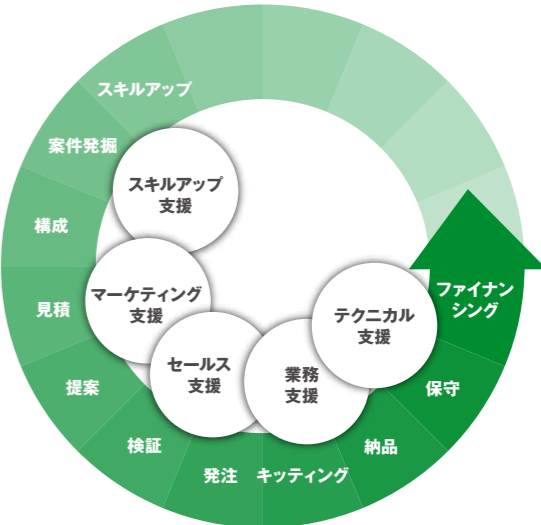 スキルアップ
案件発掘
構成
見積
提案
検証
発注
キッティング
納品
保守
ファイナン
シング
スキルアップ
支援
マーケティング
支援
セールス
支援
業務
支援
テクニカル
支援